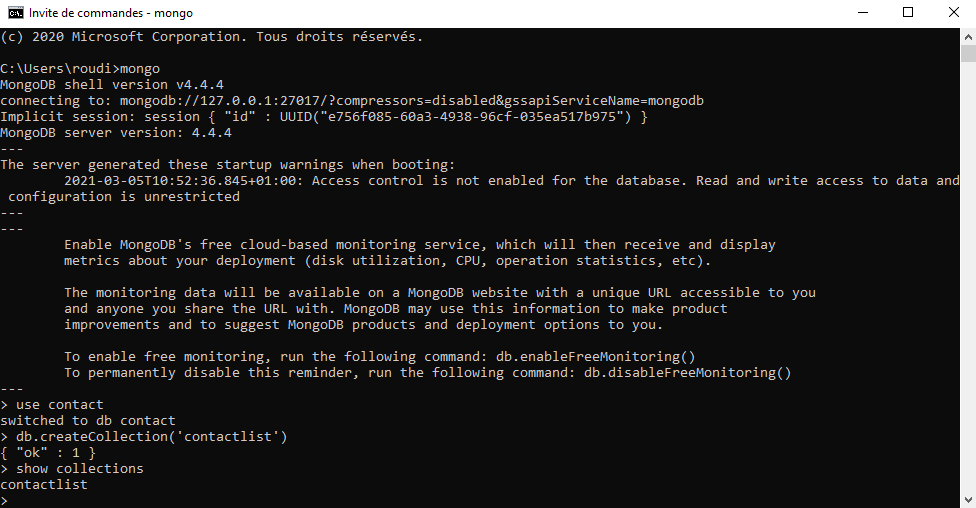 Invite de commandes - mongo
(c) 2020 Microsoft Corporation. Tous droits réservés.
C:\Users\roudi>mongo
MongoDB shell version v4.4.4
connecting to: mongodb://127.0.0.1:27017/?compressors=disabled&gssapiServiceName=mongodb
Implicit session: session { "id" : UUID("e756f085-60a3-4938-96cf-035ea517b975") }
MongoDB server version: 4.4.4
---
The server generated these startup warnings when booting:
        2021-03-05T10:52:36.845+01:00: Access control is not enabled for the database. Read and write access to data and
 configuration is unrestricted
---
---
        Enable MongoDB's free cloud-based monitoring service, which will then receive and display
        metrics about your deployment (disk utilization, CPU, operation statistics, etc).
        The monitoring data will be available on a MongoDB website with a unique URL accessible to you
        and anyone you share the URL with. MongoDB may use this information to make product
        improvements and to suggest MongoDB products and deployment options to you.
        To enable free monitoring, run the following command: db.enableFreeMonitoring()
        To permanently disable this reminder, run the following command: db.disableFreeMonitoring()
---
> use contact
switched to db contact
> db.createCollection('contactlist')
{ "ok" : 1 }
> show collections
contactlist
>